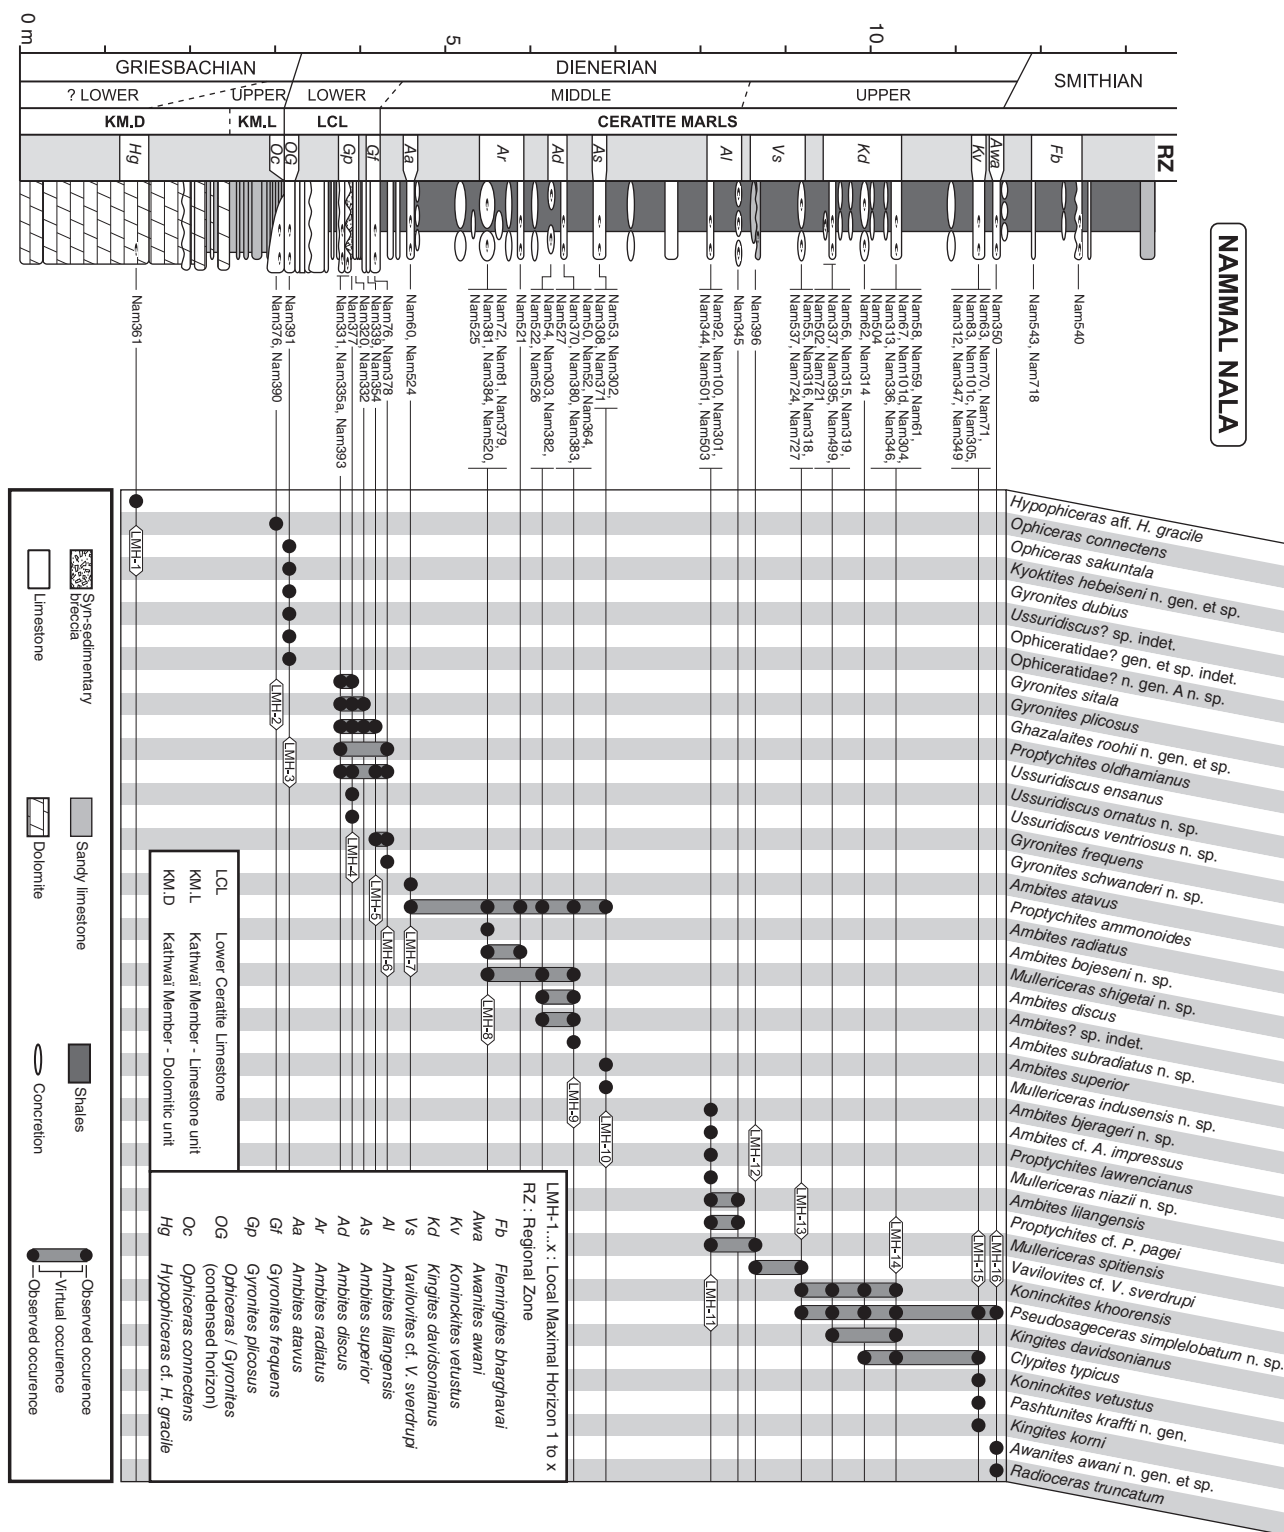 NAMMAL NALA
0 m
5
10
GRIESBACHIAN
DIENERIAN
SMITHIAN
? LOWER
UPPER
LOWER
MIDDLE
UPPER
KM.D
KM.L
LCL
CERATITE MARLS
RZ
Hg
Oc
OG
Gp
Gf
Aa
Ar
Ad
As
Al
Vs
Kd
Kv
Awa
Fb
Nam361
Nam376, Nam390
Nam391
Nam331, Nam335a, Nam393
Nam377
Nam320, Nam332
Nam339, Nam354
Nam76, Nam378
Nam60, Nam524
Nam72, Nam81, Nam379,
Nam381, Nam384, Nam520,
Nam525
Nam521
Nam522, Nam526
Nam54, Nam303, Nam382,
Nam527
Nam50, Nam52, Nam364,
Nam370, Nam380, Nam383,
Nam53, Nam302,
Nam308, Nam371
Nam92, Nam100, Nam301,
Nam344, Nam501, Nam503
Nam345
Nam396
Nam55, Nam316, Nam318,
Nam537, Nam724, Nam727
Nam502, Nam721
Nam56, Nam315, Nam319,
Nam337, Nam395, Nam499,
Nam62, Nam314
Nam504
Nam58, Nam59, Nam61,
Nam67, Nam101d, Nam304,
Nam313, Nam336, Nam346,
Nam63, Nam70, Nam71,
Nam83, Nam101c, Nam305,
Nam312, Nam347, Nam349
Nam350
Nam543, Nam718
Nam540
Hypophiceras aff. H. gracile
Ophiceras connectens
Ophiceras sakuntala
Kyoktites hebeiseni n. gen. et sp.
Gyronites dubius
Ussuridiscus? sp. indet.
Ophiceratidae? gen. et sp. indet.
Ophiceratidae? n. gen. A n. sp.
Gyronites sitala
Gyronites plicosus
Ghazalaites roohii n. gen. et sp.
Proptychites oldhamianus
Ussuridiscus ensanus
Ussuridiscus ornatus n. sp.
Ussuridiscus ventriosus n. sp.
Gyronites frequens
Gyronites schwanderi n. sp.
Ambites atavus
Proptychites ammonoides
Ambites radiatus
Ambites bojeseni n. sp.
Mullericeras shigetai n. sp.
Ambites discus
Ambites? sp. indet.
Ambites subradiatus n. sp.
Ambites superior
Mullericeras indusensis n. sp.
Ambites bjerageri n. sp.
Ambites cf. A. impressus
Proptychites lawrencianus
Mullericeras niazii n. sp.
Ambites lilangensis
Proptychites cf. P. pagei
Mullericeras spitiensis
Vavilovites cf. V. sverdrupi
Koninckites khoorensis
Pseudosageceras simplelobatum n. sp.
Kingites davidsonianus
Clypites typicus
Koninckites vetustus
Pashtunites kraffti n. gen.
Kingites korni
Awanites awani n. gen. et sp.
Radioceras truncatum
LMH-1
LMH-2
LMH-3
LMH-4
LMH-5
LMH-6
LMH-7
LMH-8
LMH-9
LMH-10
LMH-11
LMH-12
LMH-13
LMH-14
LMH-15
LMH-16
LCL Lower Ceratite Limestone
KM.L Kathwaï Member - Limestone unit
KM.D Kathwaï Member - Dolomitic unit
LMH-1...x : Local Maximal Horizon 1 to x
RZ : Regional Zone
Fb Flemingites bharghavai
Awa Awanites awani
Kv Koninckites vetustus
Kd Kingites davidsonianus
Vs Vavilovites cf. V. sverdrupi
Al Ambites lilangensis
As Ambites superior
Ad Ambites discus
Ar Ambites radiatus
Aa Ambites atavus
Gf Gyronites frequens
Gp Gyronites plicosus
OG Ophiceras / Gyronites
(condensed horizon)
Oc Ophiceras connectens
Hg Hypophioeras cf. H. gracile
Syn-sedimentary
breccia
Sandy limestone
Shales
Limestone
Dolomite
Concretion
Observed occurence
Virtual occurence
Observed occurence